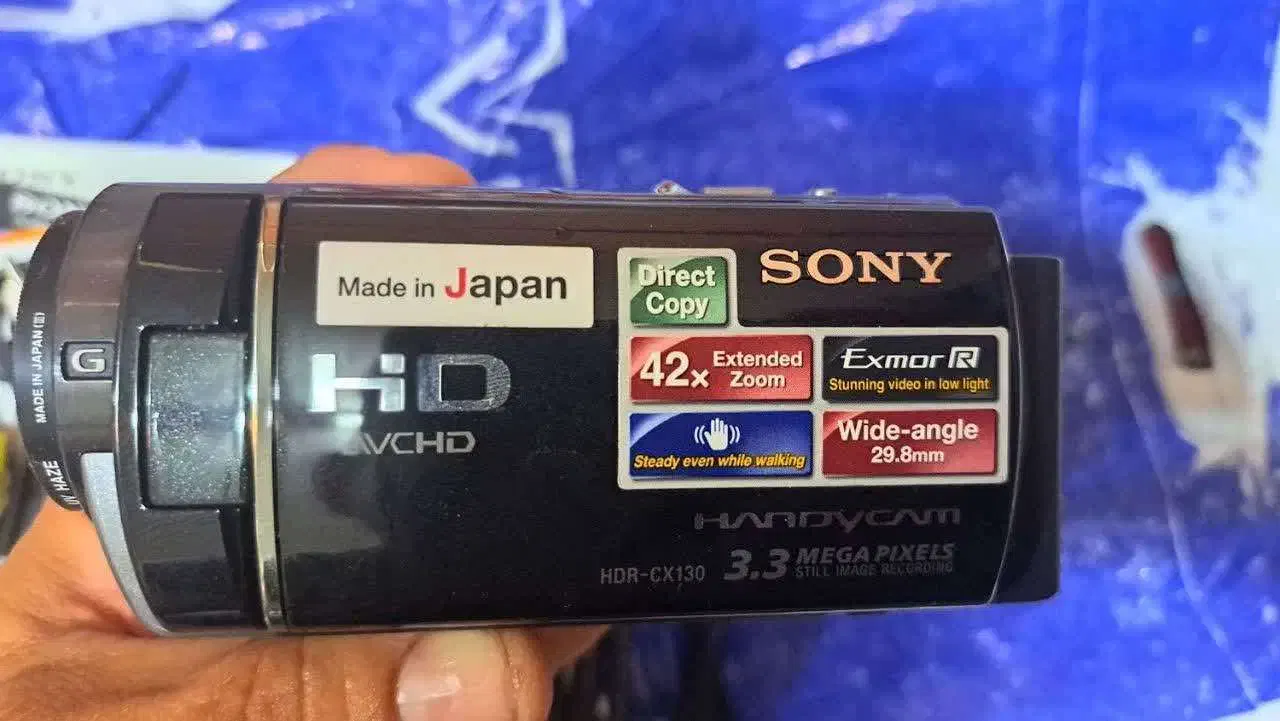 MADE IN JAPAN
UV HAZE
G
Made in Japan
HD
AVCHD
Direct
Copy
SONY
42x Extended
Zoom
Exmor R
Stunning video in low light
Steady even while walking
Wide-angle
29.8mm
HANDYCAM
HDR-CX130
3.3 MEGA PIXELS
STILL IMAGE RECORDING